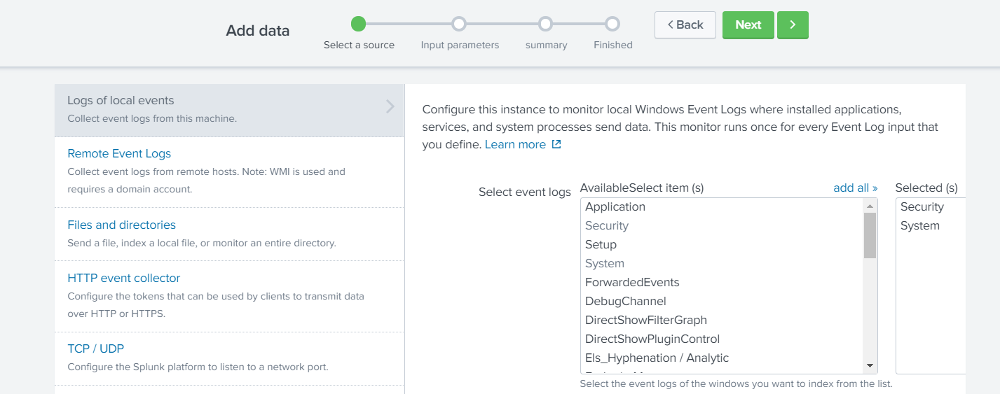 Add data
Select a source
Input parameters
summary
Finished
Back
Next
Logs of local events
Collect event logs from this machine.
Remote Event Logs
Collect event logs from remote hosts. Note: WMI is used and
requires a domain account.
Files and directories
Send a file, index a local file, or monitor an entire directory.
HTTP event collector
Configure the tokens that can be used by clients to transmit data
over HTTP or HTTPS.
TCP / UDP
Configure the Splunk platform to listen to a network port.
Configure this instance to monitor local Windows Event Logs where installed applications,
services, and system processes send data. This monitor runs once for every Event Log input that
you define. Learn more
Select event logs
AvailableSelect item (s)
add all »
Application
Security
Setup
System
ForwardedEvents
DebugChannel
DirectShowFilterGraph
DirectShowPluginControl
Els_Hyphenation / Analytic
Selected (s)
Security
System
Select the event logs of the windows you want to index from the list.